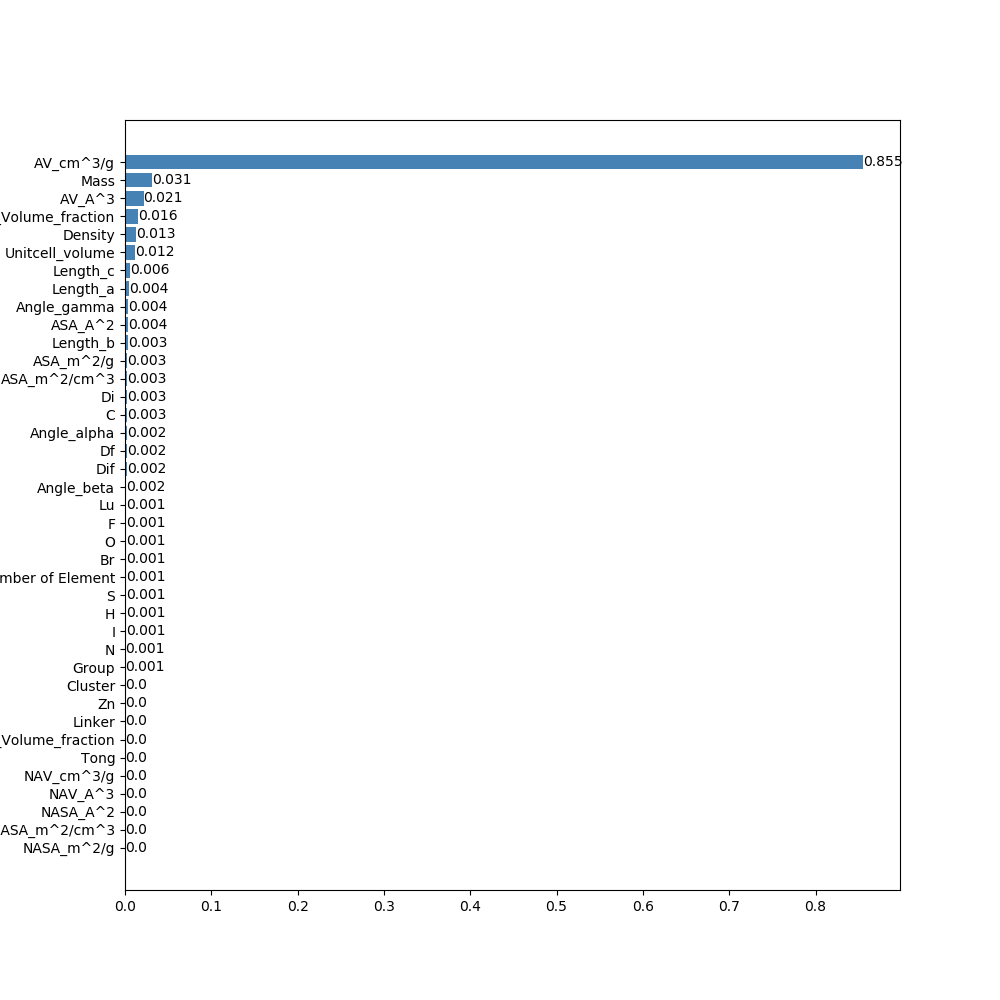 AV_cm^3/g 0.855
Mass 0.031
AV_A^3 0.021
_Volume_fraction 0.016
Density 0.013
Unitcell_volume 0.012
Length_c 0.006
Length_a 0.004
Angle_gamma 0.004
ASA_A^2 0.004
Length_b 0.003
ASA_m^2/g 0.003
ASA_m^2/cm^3 0.003
Di 0.003
C 0.003
Angle_alpha 0.002
Df 0.002
Dif 0.002
Angle_beta 0.002
Lu 0.001
F 0.001
O 0.001
Br 0.001
mber of Element 0.001
S 0.001
H 0.001
I 0.001
N 0.001
Group 0.001
Cluster 0.0
Zn 0.0
Linker 0.0
_Volume_fraction 0.0
Tong 0.0
NAV_cm^3/g 0.0
NAV_A^3 0.0
NASA_A^2 0.0
ASA_m^2/cm^3 0.0
NASA_m^2/g 0.0
0.0 0.1 0.2 0.3 0.4 0.5 0.6 0.7 0.8